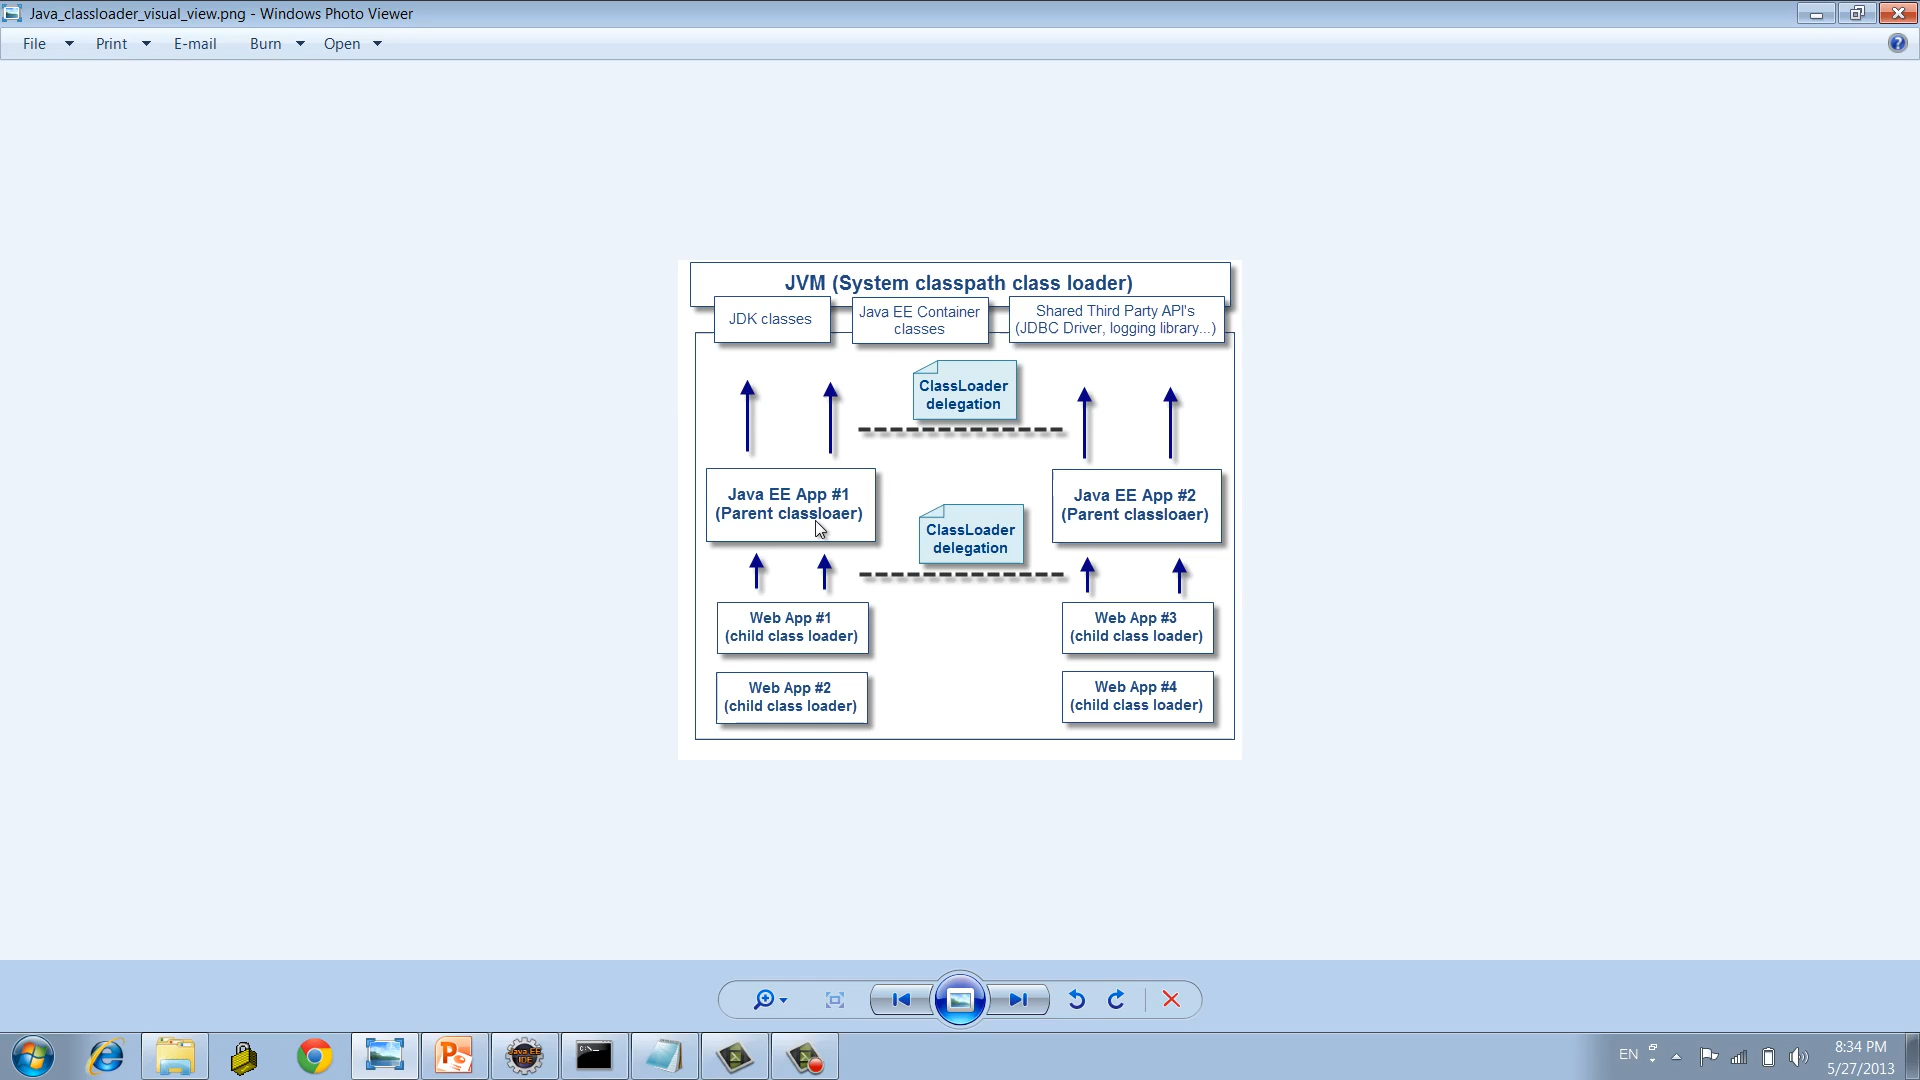 Java_classloader_visual_view.png - Windows Photo Viewer
File Print E-mail Burn Open
JVM (System classpath class loader)
JDK classes
Java EE Container
classes
Shared Third Party API's
(JDBC Driver, logging library...)
ClassLoader
delegation
Java EE App #1
(Parent classloaer)
ClassLoader
delegation
Java EE App #2
(Parent classloaer)
Web App #1
(child class loader)
Web App #3
(child class loader)
Web App #2
(child class loader)
Web App #4
(child class loader)
Java EE
IDE
EN
8:34 PM
5/27/2013